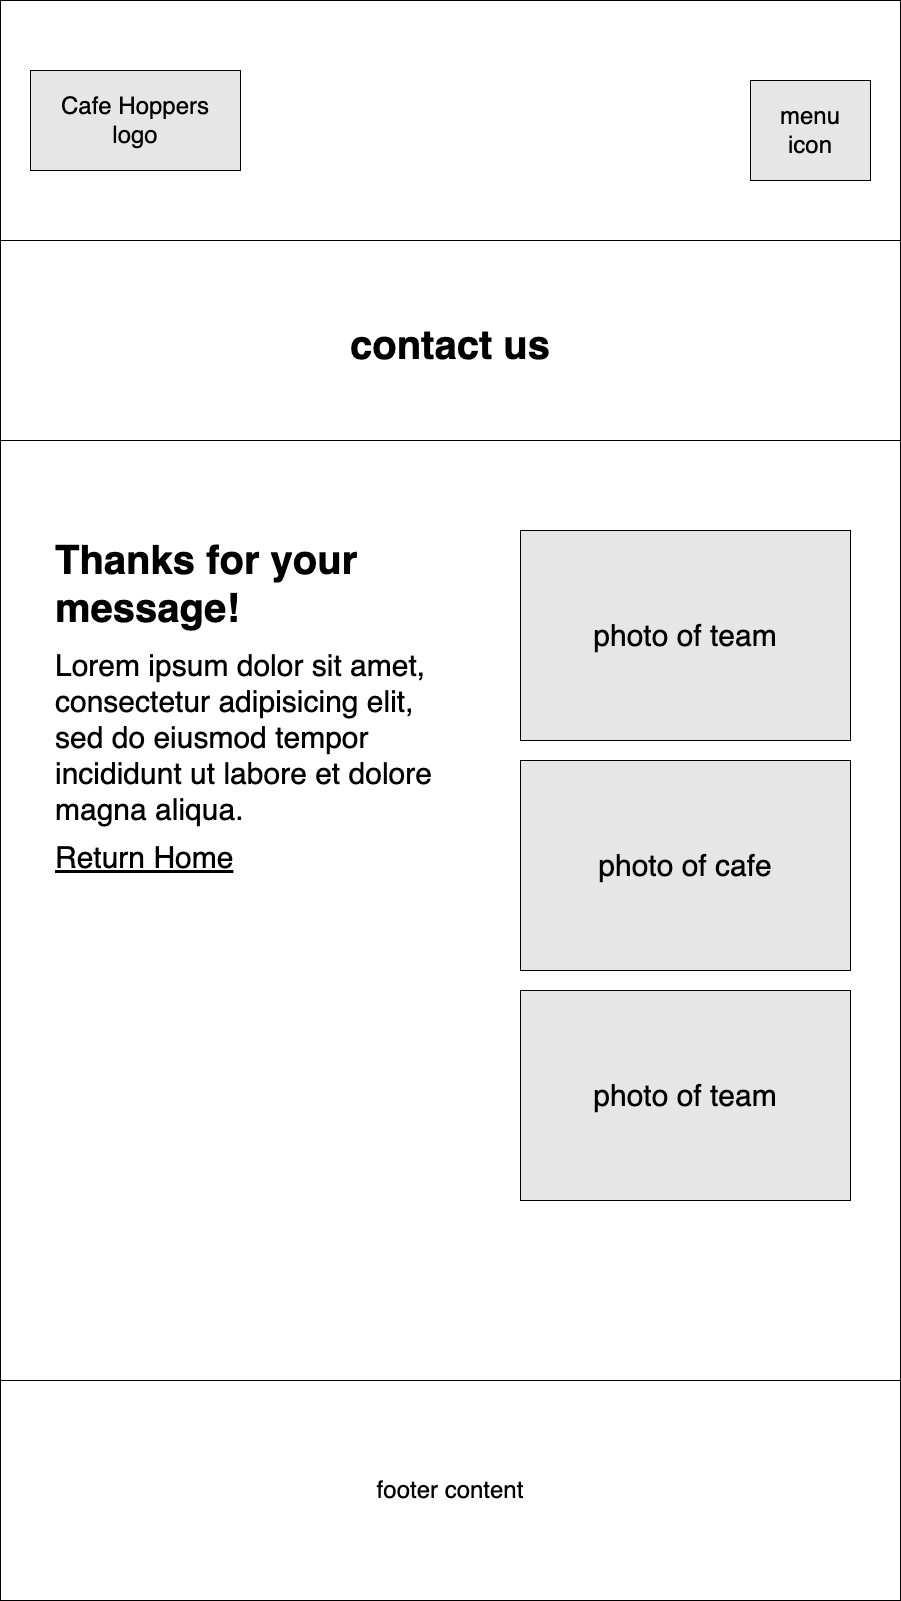 Cafe Hoppers
logo
menu
icon
contact us
Thanks for your
message!
Lorem ipsum dolor sit amet,
consectetur adipisicing elit,
sed do eiusmod tempor
incididunt ut labore et dolore
magna aliqua.
Return Home
photo of team
photo of cafe
photo of team
footer content